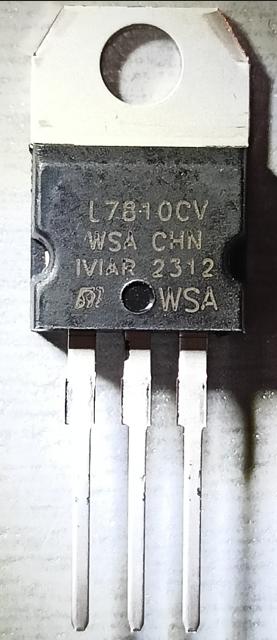 L7810CV
WSA CHN
IVIAR 2312
WSA